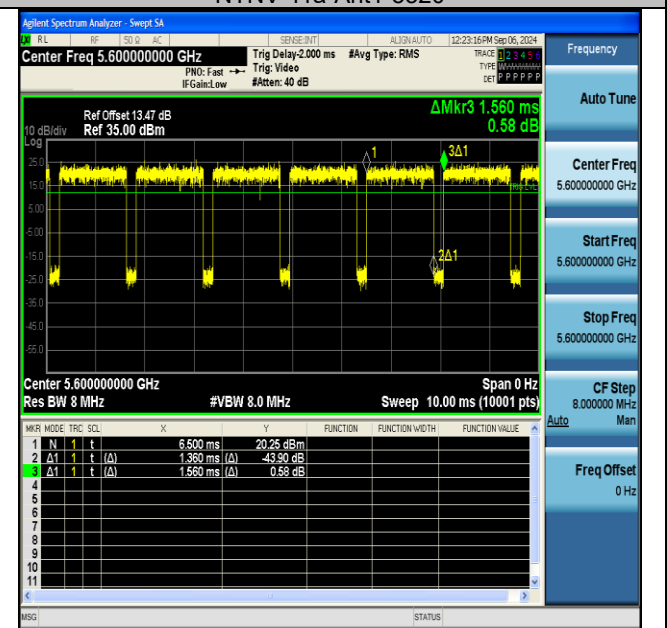 Agilent Spectrum Analyzer - Swept SA
RL RF 50 Ω AC SENSE:INT ALIGN AUTO 12:23:16 PM Sep 06, 2024
Center Freq 5.600000000 GHz Trig Delay-2.000 ms #Avg Type: RMS TRACE 1 2 3 4 5 6 Frequency
PNO: Fast Trig: Video TYPE
IFGain:Low #Atten: 40 dB DET P P P P P P
Auto Tune
ΔMkr3 1.560 ms
Ref Offset 13.47 dB
10 dB/div Ref 35.00 dBm 0.58 dB
Log
1 3Δ1
25.0
Center Freq
15.0
5.600000000 GHz
5.00
-5.00
Start Freq
-15.0
2Δ1
5.600000000 GHz
-25.0
-35.0
Stop Freq
-45.0
5.600000000 GHz
-55.0
Center 5.600000000 GHz Span 0 Hz
Res BW 8 MHz #VBW 8.0 MHz Sweep 10.00 ms (10001 pts)
CF Step
8.000000 MHz
Auto Man
MKR MODE TRC SCL X Y FUNCTION FUNCTION WIDTH FUNCTION VALUE
1 N 1 t 6.500 ms 20.25 dBm
2 Δ1 1 t (Δ) 1.360 ms (Δ) -43.90 dB
3 Δ1 1 t (Δ) 1.560 ms (Δ) 0.58 dB
4
5
6
7
8
9
10
11
Freq Offset
0 Hz
MSG STATUS